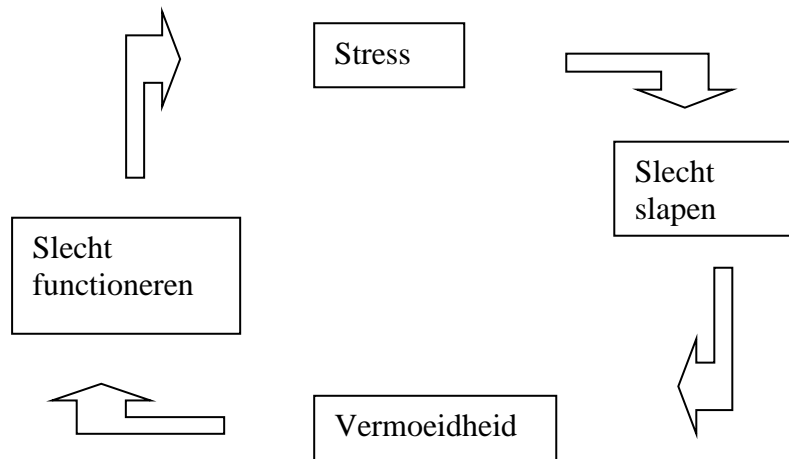 Stress
Slecht
slapen
Slecht
functioneren
Vermoeidheid